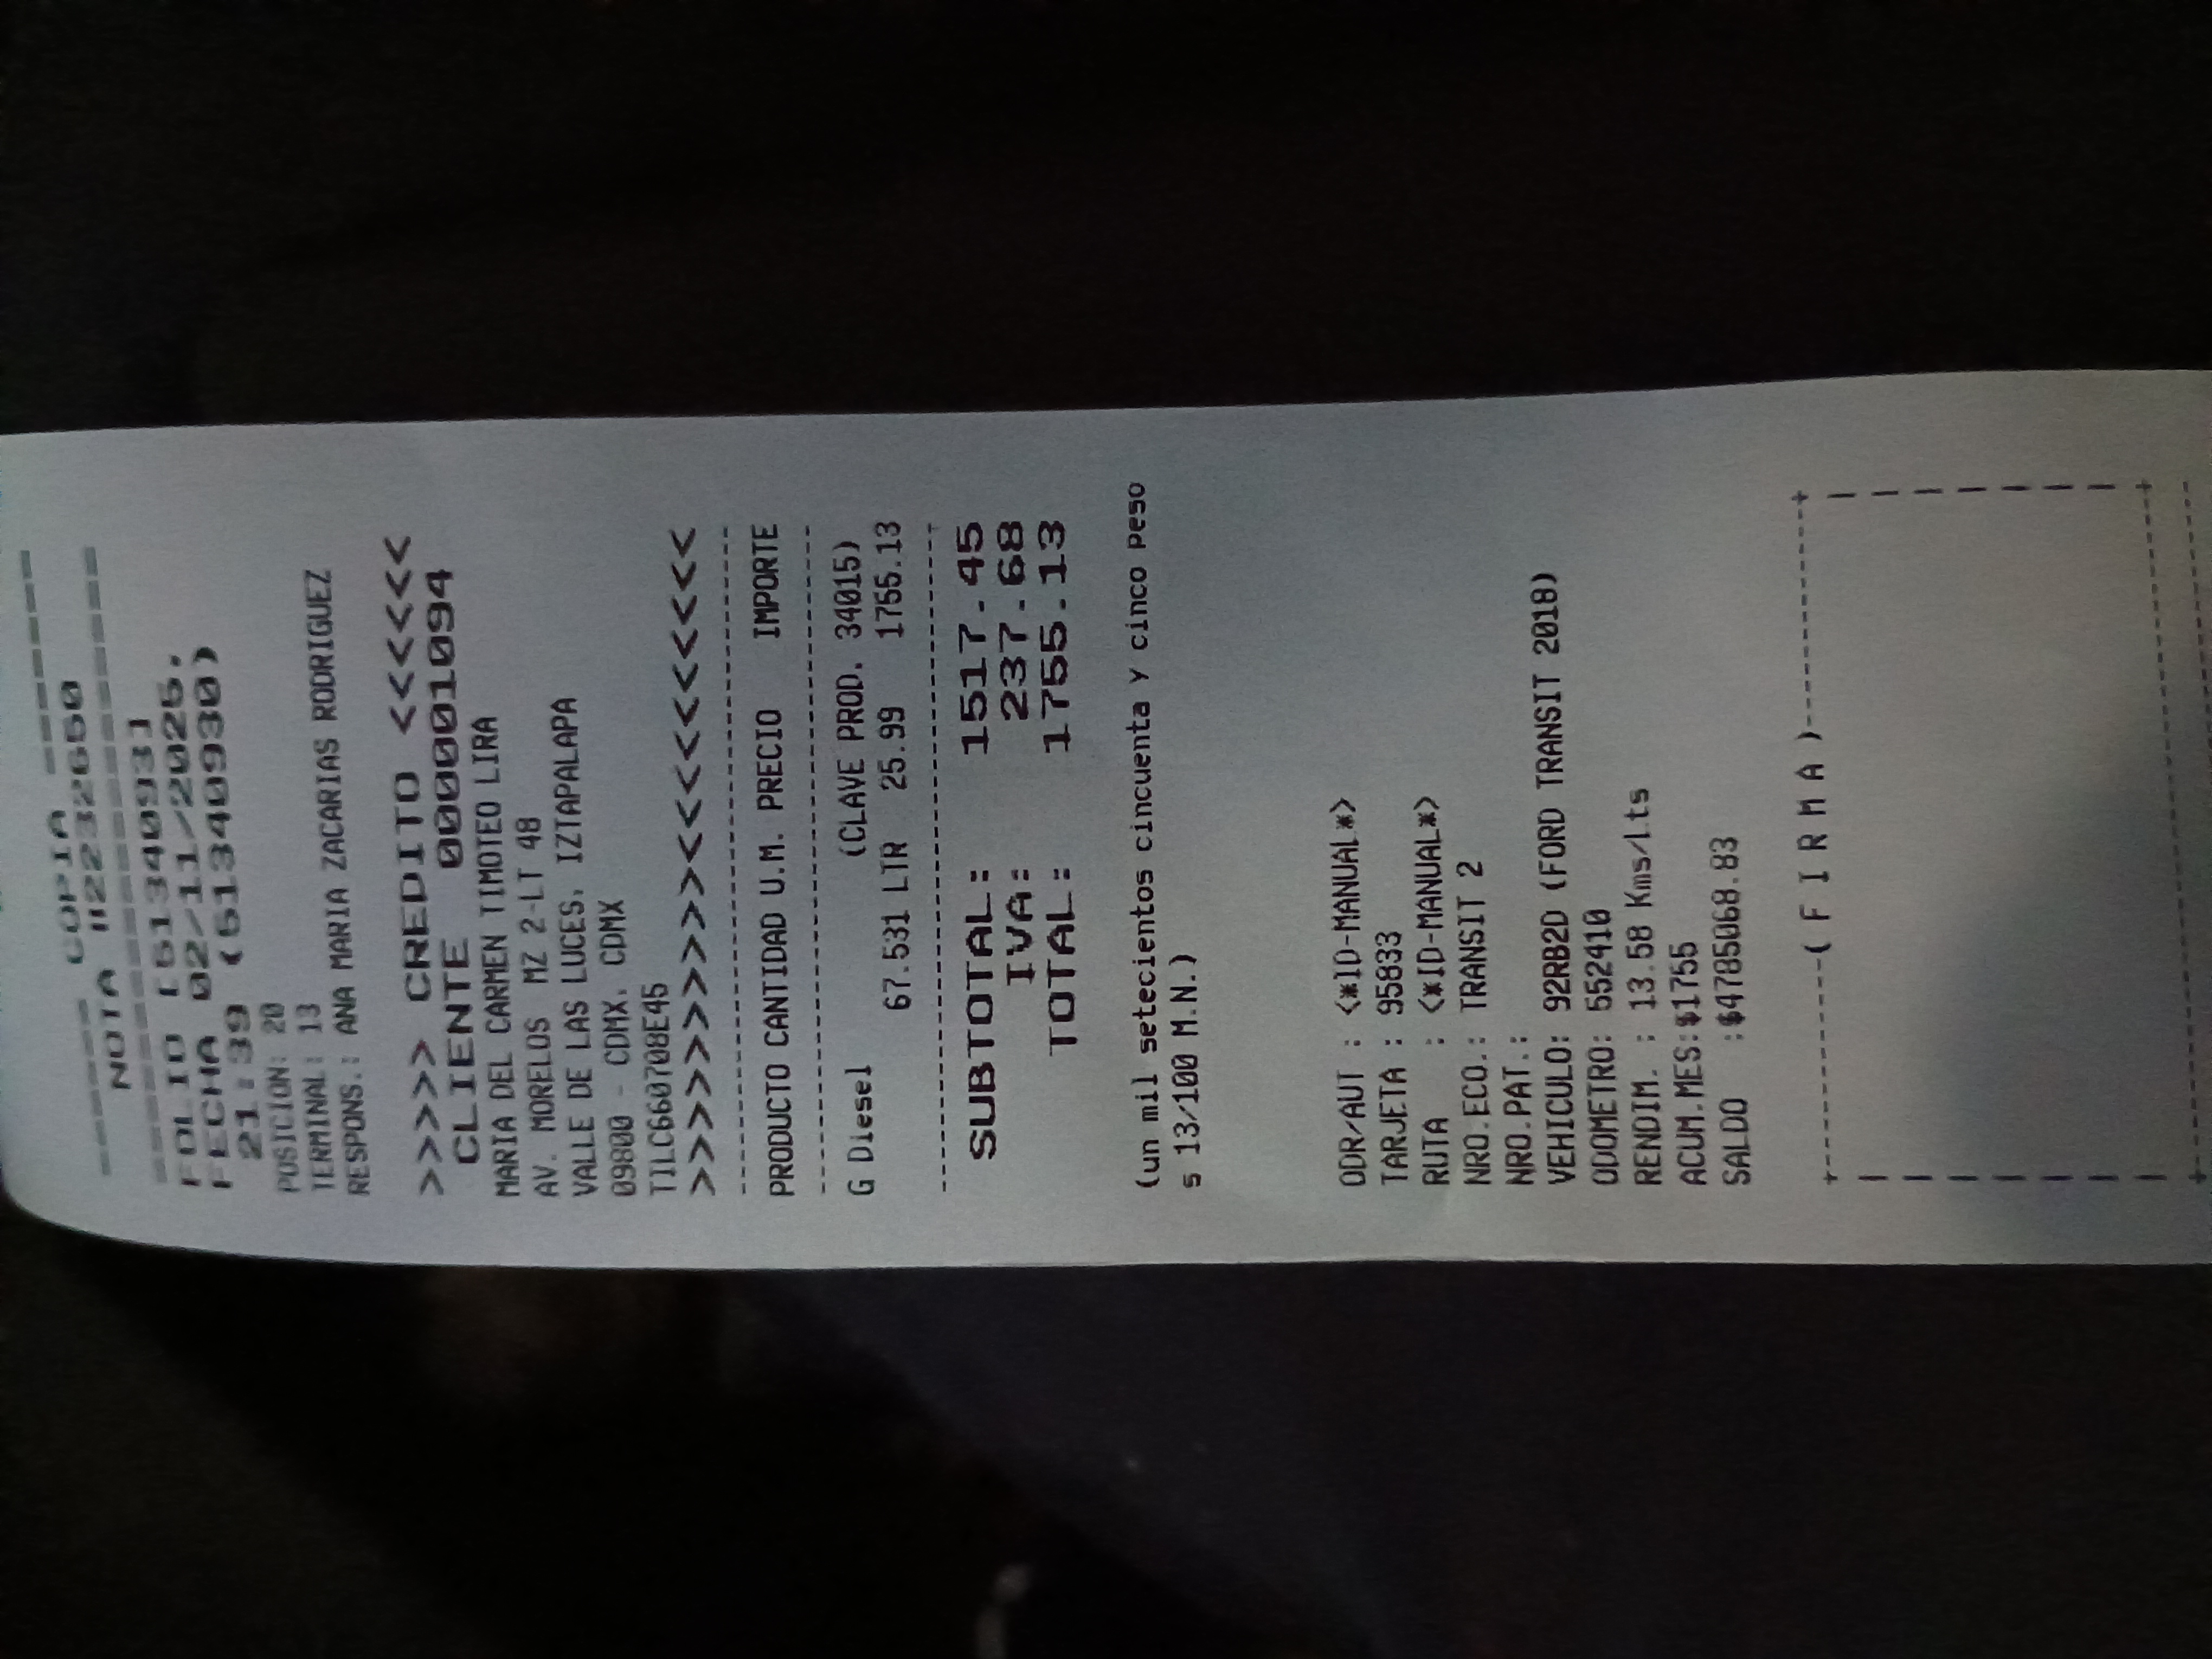 ------ COPIA ------
NOTA #22232650
===================
FOLIO [51340931]
FECHA 02/11/2025,
21:39 (51340930)
POSICION: 20
TERMINAL: 13
RESPONS.: ANA MARIA ZACARIAS RODRIGUEZ
>>>>> CREDITO <<<<<
CLIENTE 0000001094
MARIA DEL CARMEN TIMOTEO LIRA
AV. MORELOS MZ 2-LT 48
VALLE DE LAS LUCES, IZTAPALAPA
09800 - CDMX, CDMX
TILC660708E45
>>>>>>>>>><<<<<<<<<<
PRODUCTO CANTIDAD U.M. PRECIO IMPORTE
G Diesel (CLAVE PROD. 34015)
67.531 LTR 25.99 1755.13
SUBTOTAL: 1517.45
IVA: 237.68
TOTAL: 1755.13
(un mil setecientos cincuenta y cinco peso
s 13/100 M.N.)
ODR/AUT : <*ID-MANUAL*>
TARJETA : 95833
RUTA : <*ID-MANUAL*>
NRO.ECO.: TRANSIT 2
NRO.PAT.:
VEHICULO: 92RB2D (FORD TRANSIT 2018)
ODOMETRO: 552410
RENDIM. : 13.58 Kms/Lts
ACUM.MES:$1755
SALDO :$4785068.83
+--------( F I R M A )------------+